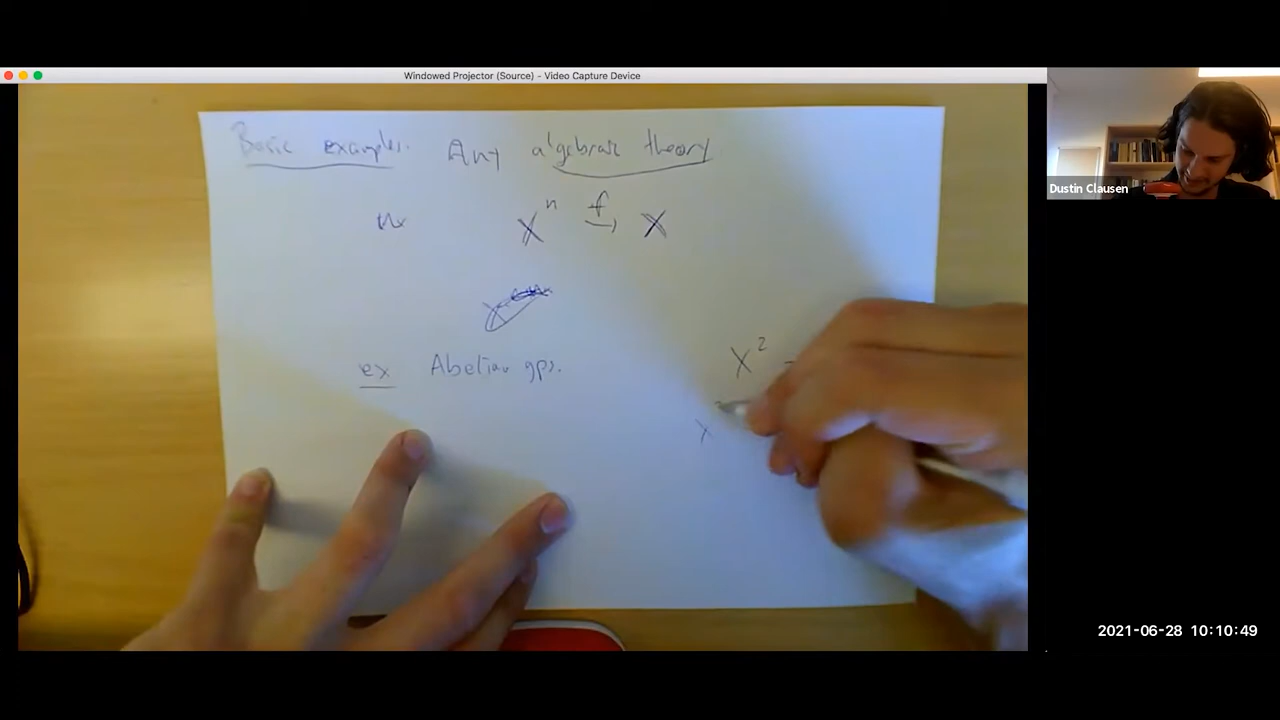 Windowed Projector (Source) - Video Capture Device
Basic examples. Any algebraic theory
X^n f→ X
ex Abelian gps.
X^2
X
Dustin Clausen
2021-06-28 10:10:49